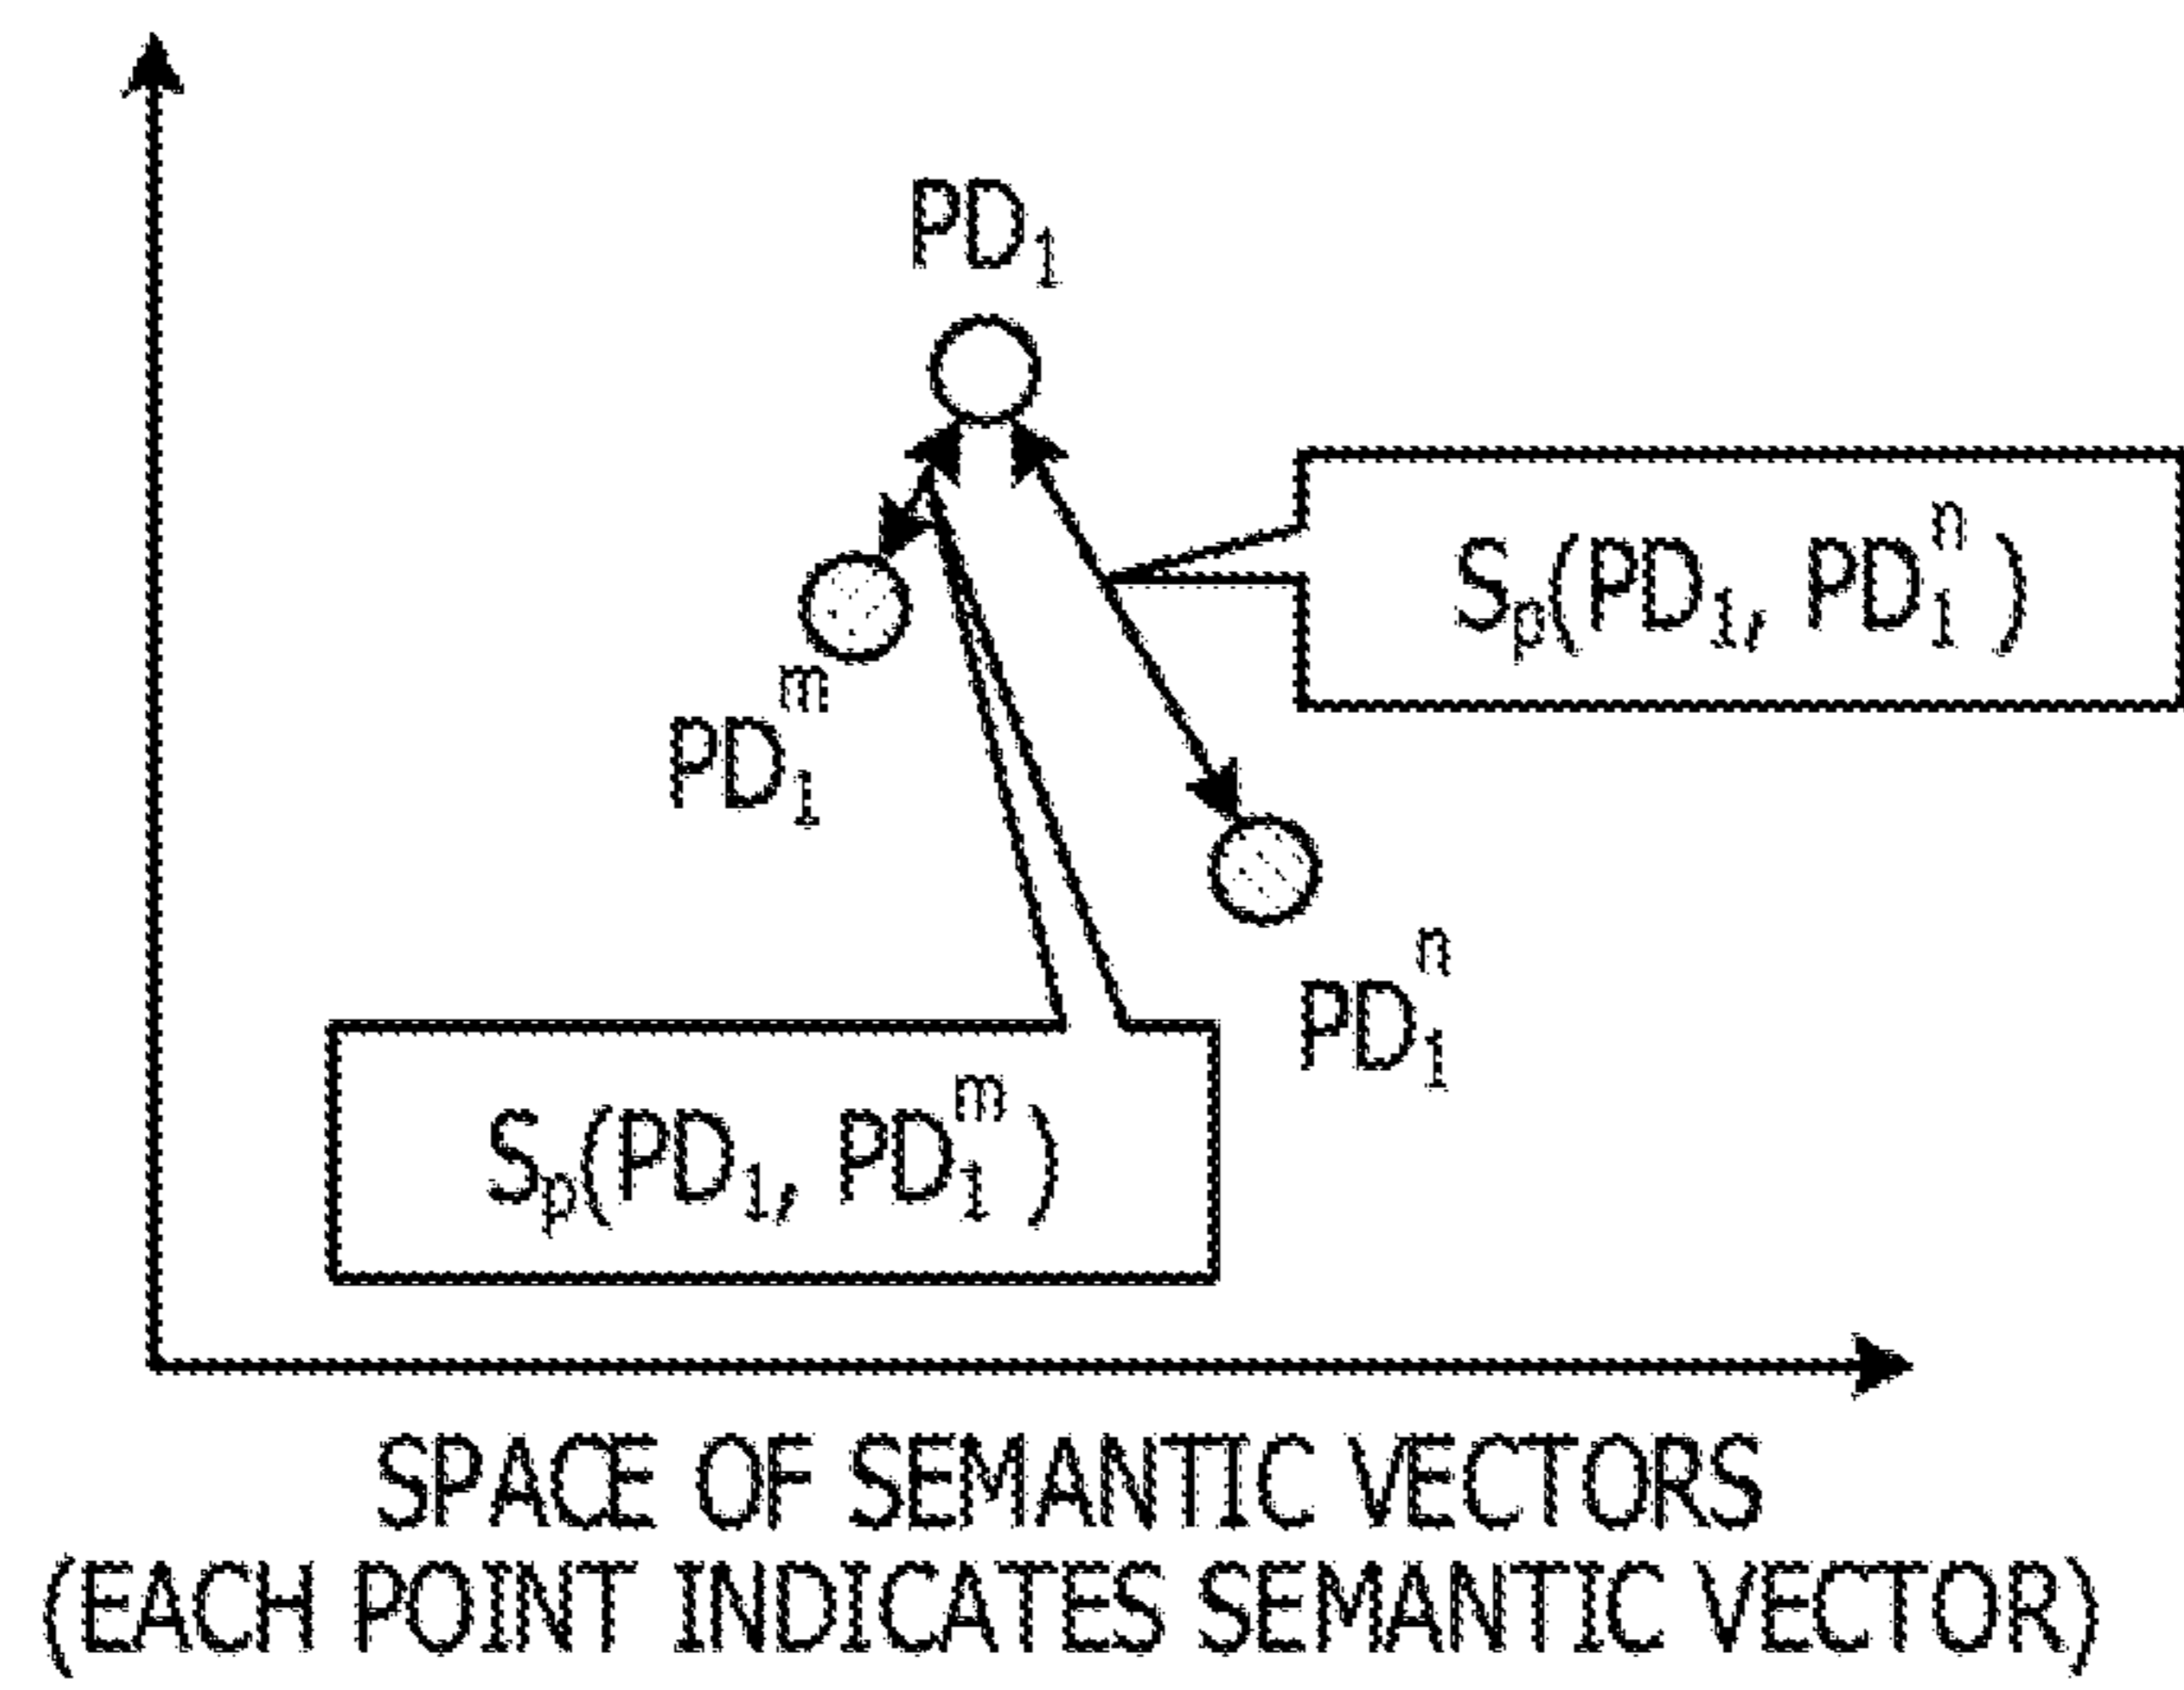 PD₁
Sₚ(PD₁, PD₁ⁿ)
PD₁ᵐ
PD₁ⁿ
Sₚ(PD₁, PD₁ᵐ)
SPACE OF SEMANTIC VECTORS
(EACH POINT INDICATES SEMANTIC VECTOR)